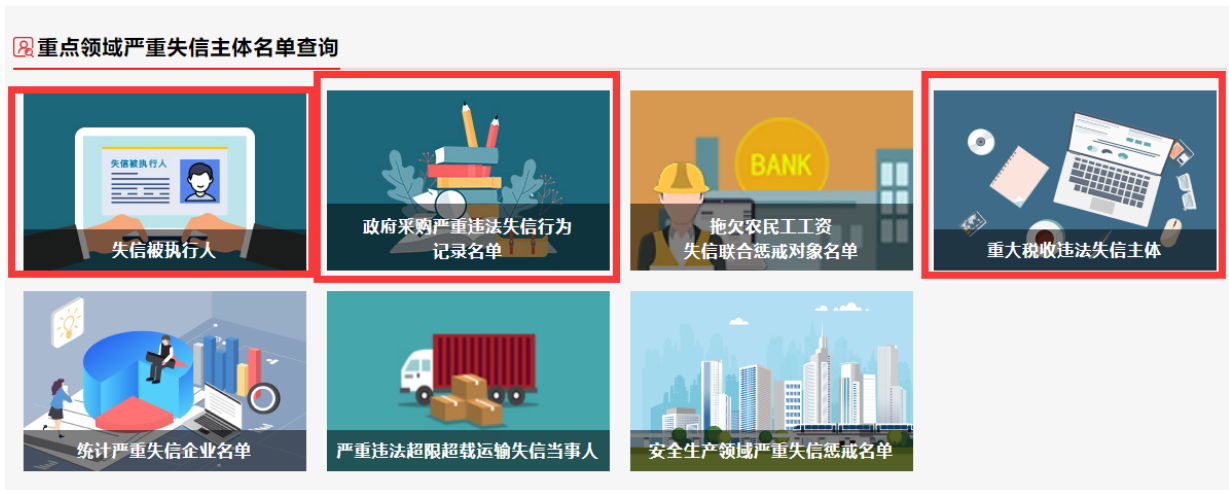 重点领域严重失信主体名单查询
失信被执行人
失信被执行人
政府采购严重违法失信行为
记录名单
BANK
拖欠农民工工资
失信联合惩戒对象名单
重大税收违法失信主体
统计严重失信企业名单
严重违法超限超载运输失信当事人
安全生产领域严重失信惩戒名单